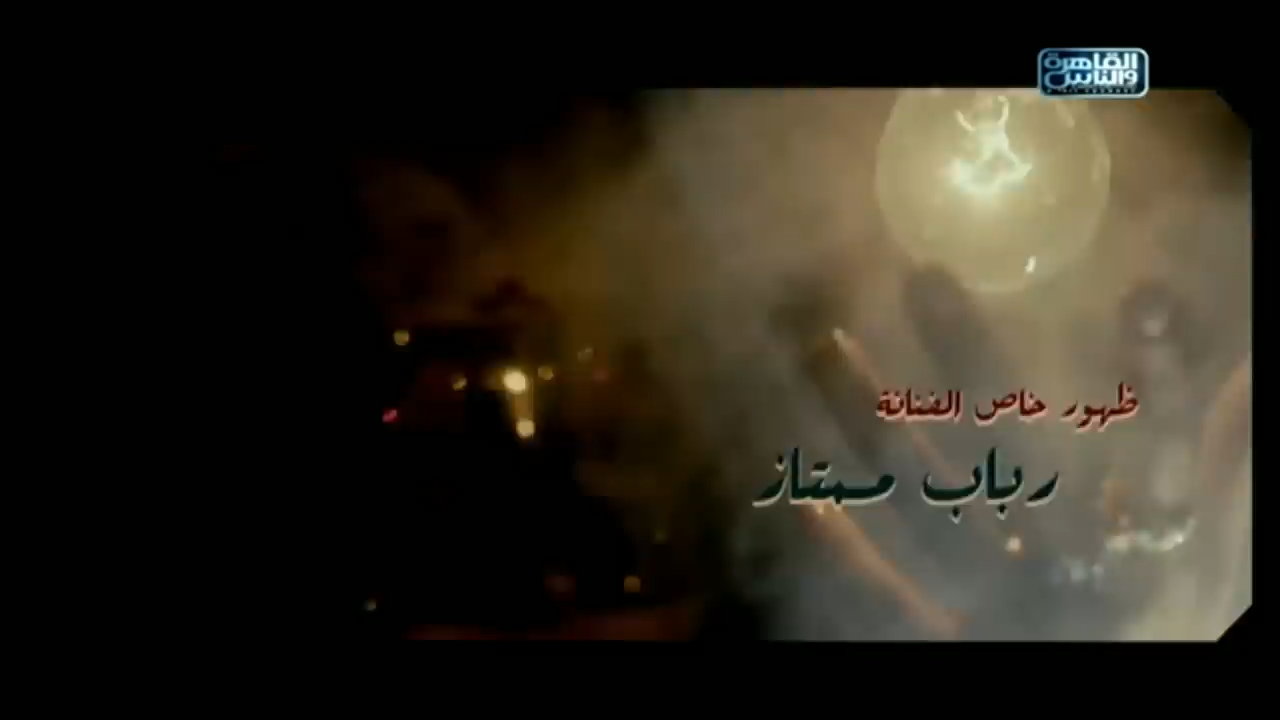 القاهرة
والناس
ظهور خاص الفنانة
رباب ممتاز